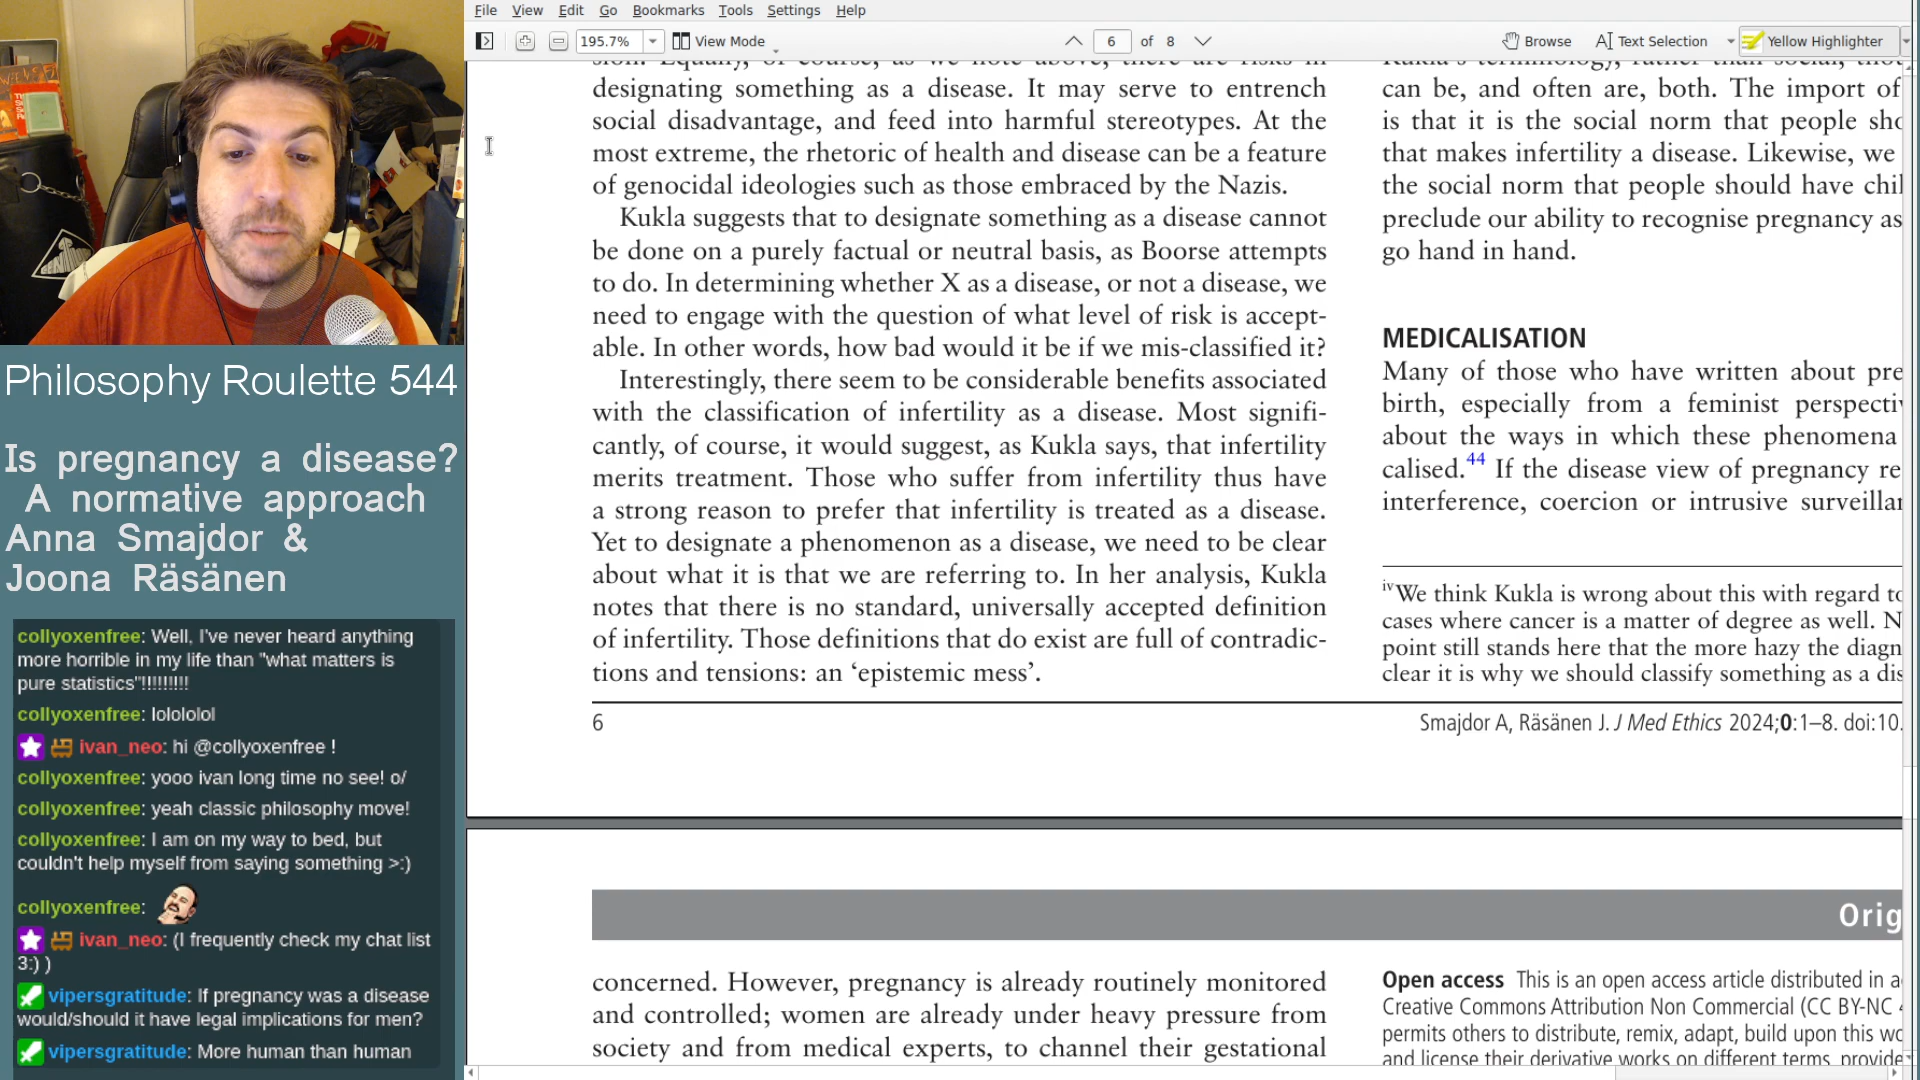 File View Edit Go Bookmarks Tools Settings Help
195.7% View Mode 6 of 8 Browse Text Selection Yellow Highlighter
designating something as a disease. It may serve to entrench
social disadvantage, and feed into harmful stereotypes. At the
most extreme, the rhetoric of health and disease can be a feature
of genocidal ideologies such as those embraced by the Nazis.
Kukla suggests that to designate something as a disease cannot
be done on a purely factual or neutral basis, as Boorse attempts
to do. In determining whether X as a disease, or not a disease, we
need to engage with the question of what level of risk is accept-
able. In other words, how bad would it be if we mis-classified it?
Interestingly, there seem to be considerable benefits associated
with the classification of infertility as a disease. Most signifi-
cantly, of course, it would suggest, as Kukla says, that infertility
merits treatment. Those who suffer from infertility thus have
a strong reason to prefer that infertility is treated as a disease.
Yet to designate a phenomenon as a disease, we need to be clear
about what it is that we are referring to. In her analysis, Kukla
notes that there is no standard, universally accepted definition
of infertility. Those definitions that do exist are full of contradic-
tions and tensions: an ‘epistemic mess’.
can be, and often are, both. The import of
is that it is the social norm that people sho
that makes infertility a disease. Likewise, we
the social norm that people should have chil
preclude our ability to recognise pregnancy as
go hand in hand.
MEDICALISATION
Many of those who have written about pre
birth, especially from a feminist perspecti
about the ways in which these phenomena
calised.44 If the disease view of pregnancy re
interference, coercion or intrusive surveillan
ivWe think Kukla is wrong about this with regard to
cases where cancer is a matter of degree as well. N
point still stands here that the more hazy the diagn
clear it is why we should classify something as a dis
6
Smajdor A, Räsänen J. J Med Ethics 2024;0:1–8. doi:10.
Orig
concerned. However, pregnancy is already routinely monitored
and controlled; women are already under heavy pressure from
society and from medical experts, to channel their gestational
Open access This is an open access article distributed in a
Creative Commons Attribution Non Commercial (CC BY-NC
permits others to distribute, remix, adapt, build upon this wo
and license their derivative works on different terms, provide
Philosophy Roulette 544
Is pregnancy a disease?
A normative approach
Anna Smajdor &
Joona Räsänen
collyoxenfree: Well, I've never heard anything
more horrible in my life than "what matters is
pure statistics"!!!!!!!!!
collyoxenfree: lolololol
ivan_neo: hi @collyoxenfree !
collyoxenfree: yooo ivan long time no see! o/
collyoxenfree: yeah classic philosophy move!
collyoxenfree: I am on my way to bed, but
couldn't help myself from saying something >:)
collyoxenfree:
ivan_neo: (I frequently check my chat list
3:) )
vipersgratitude: If pregnancy was a disease
would/should it have legal implications for men?
vipersgratitude: More human than human